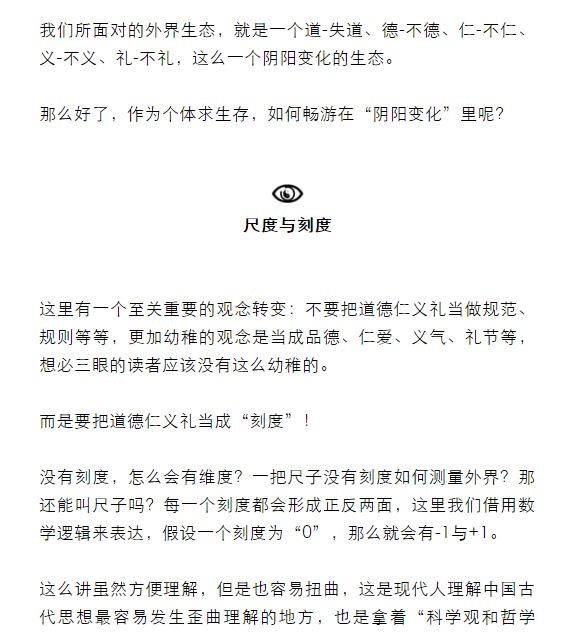 我们所面对的外界生态，就是一个道-失道、德-不德、仁-不仁、
义-不义、礼-不礼，这么一个阴阳变化的生态。
那么好了，作为个体求生存，如何畅游在“阴阳变化”里呢？
尺度与刻度
这里有一个至关重要的观念转变：不要把道德仁义礼当做规范、
规则等等，更加幼稚的观念是当成品德、仁爱、义气、礼节等，
想必三眼的读者应该没有这么幼稚的。
而是要把道德仁义礼当成“刻度”！
没有刻度，怎么会有维度？一把尺子没有刻度如何测量外界？那
还能叫尺子吗？每一个刻度都会形成正反两面，这里我们借用数
学逻辑来表达，假设一个刻度为“0”，那么就会有-1与+1。
这么讲虽然方便理解，但是也容易扭曲，这是现代人理解中国古
代思想最容易发生歪曲理解的地方，也是拿着“科学观和哲学